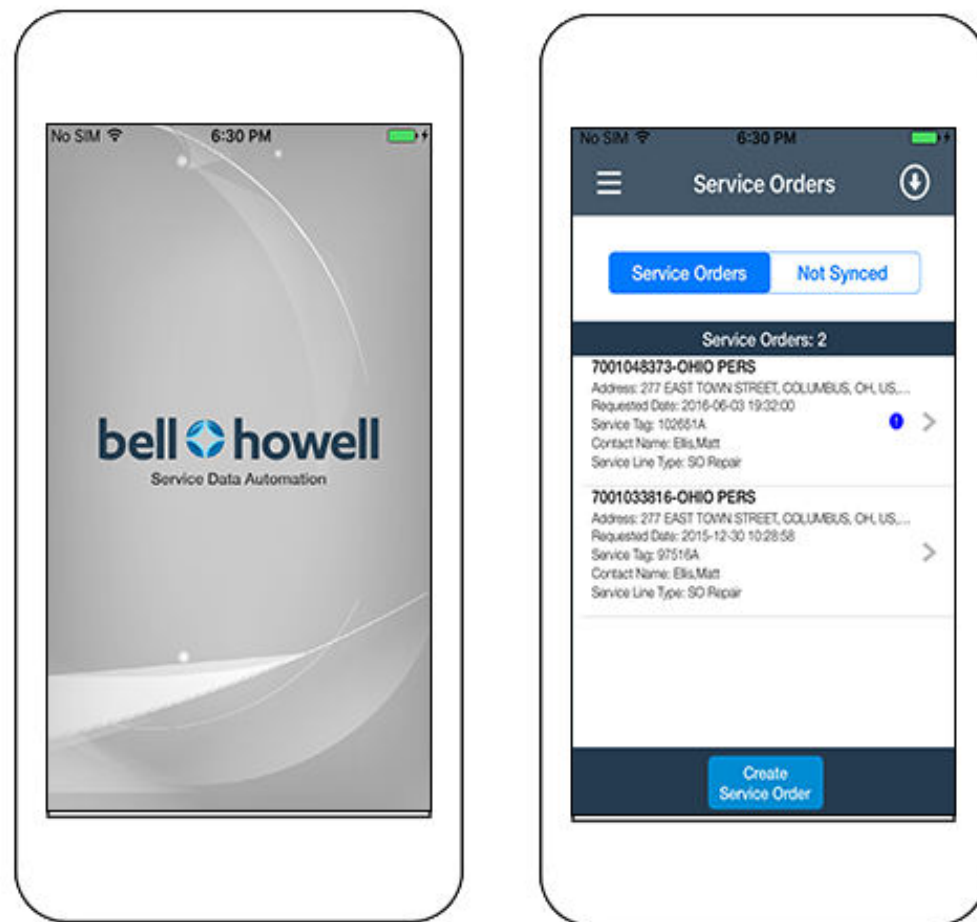 No SIM 6:30 PM
bell howell
Service Data Automation
No SIM 6:30 PM
Service Orders
Service Orders Not Synced
Service Orders: 2
7001048373-OHIO PERS
Address: 277 EAST TOWN STREET, COLUMBUS, OH, US,...
Requested Date: 2016-06-03 19:32:00
Service Tag: 102651A
Contact Name: Ellis,Matt
Service Line Type: SO Repair
7001033816-OHIO PERS
Address: 277 EAST TOWN STREET, COLUMBUS, OH, US,...
Requested Date: 2015-12-30 10:28:58
Service Tag: 97516A
Contact Name: Ellis,Matt
Service Line Type: SO Repair
Create
Service Order